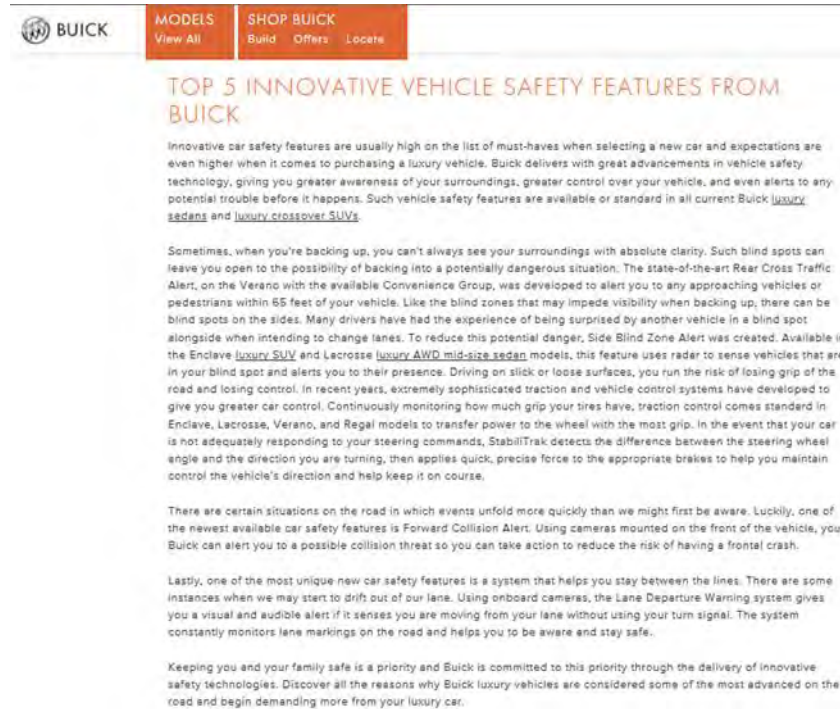 BUICK
MODELS
View All
SHOP BUICK
Build Offers Locate
TOP 5 INNOVATIVE VEHICLE SAFETY FEATURES FROM
BUICK
Innovative car safety features are usually high on the list of must-haves when selecting a new car and expectations are
even higher when it comes to purchasing a luxury vehicle. Buick delivers with great advancements in vehicle safety
technology, giving you greater awareness of your surroundings, greater control over your vehicle, and even alerts to any
potential trouble before it happens. Such vehicle safety features are available or standard in all current Buick luxury
sedans and luxury crossover SUVs.
Sometimes, when you're backing up, you can't always see your surroundings with absolute clarity. Such blind spots can
leave you open to the possibility of backing into a potentially dangerous situation. The state-of-the-art Rear Cross Traffic
Alert, on the Verano with the available Convenience Group, was developed to alert you to any approaching vehicles or
pedestrians within 65 feet of your vehicle. Like the blind zones that may impede visibility when backing up, there can be
blind spots on the sides. Many drivers have had the experience of being surprised by another vehicle in a blind spot
alongside when intending to change lanes. To reduce this potential danger, Side Blind Zone Alert was created. Available i
the Enclave luxury SUV and Lacrosse luxury AWD mid-size sedan models, this feature uses radar to sense vehicles that are
in your blind spot and alerts you to their presence. Driving on slick or loose surfaces, you run the risk of losing grip of the
road and losing control. In recent years, extremely sophisticated traction and vehicle control systems have developed to
give you greater car control. Continuously monitoring how much grip your tires have, traction control comes standard in
Enclave, Lacrosse, Verano, and Regal models to transfer power to the wheel with the most grip. In the event that your car
is not adequately responding to your steering commands, StabiliTrak detects the difference between the steering wheel
angle and the direction you are turning, then applies quick, precise force to the appropriate brakes to help you maintain
control the vehicle's direction and help keep it on course.
There are certain situations on the road in which events unfold more quickly than we might first be aware. Luckily, one of
the newest available car safety features is Forward Collision Alert. Using cameras mounted on the front of the vehicle, you
Buick can alert you to a possible collision threat so you can take action to reduce the risk of having a frontal crash.
Lastly, one of the most unique new car safety features is a system that helps you stay between the lines. There are some
instances when we may start to drift out of our lane. Using onboard cameras, the Lane Departure Warning system gives
you a visual and audible alert if it senses you are moving from your lane without using your turn signal. The system
constantly monitors lane markings on the road and helps you to be aware and stay safe.
Keeping you and your family safe is a priority and Buick is committed to this priority through the delivery of innovative
safety technologies. Discover all the reasons why Buick luxury vehicles are considered some of the most advanced on the
road and begin demanding more from your luxury car.